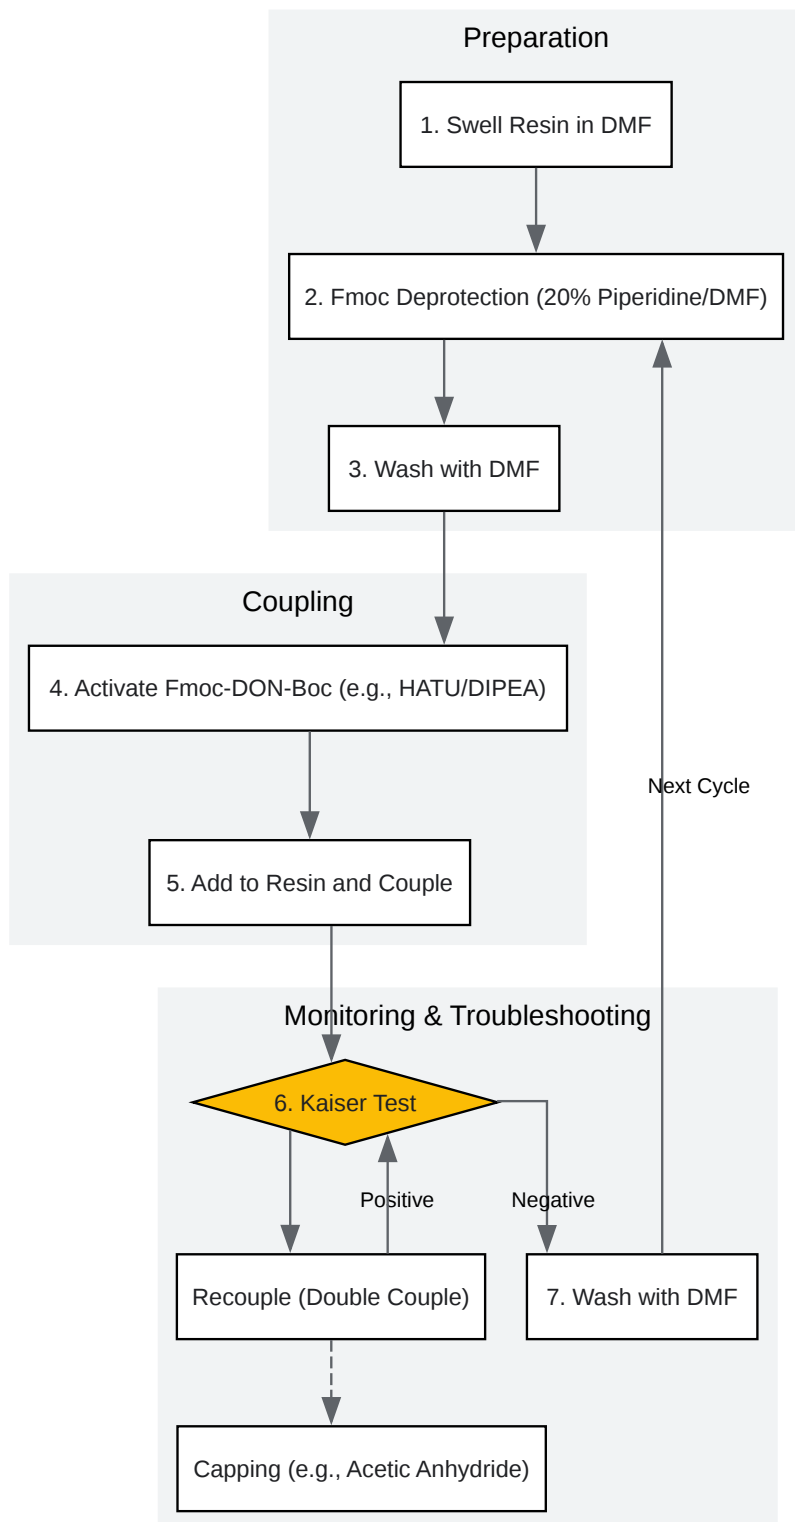 Preparation
1. Swell Resin in DMF
2. Fmoc Deprotection (20% Piperidine/DMF)
3. Wash with DMF
Coupling
4. Activate Fmoc-DON-Boc (e.g., HATU/DIPEA)
Next Cycle
5. Add to Resin and Couple
Monitoring & Troubleshooting
6. Kaiser Test
Positive
Negative
Recouple (Double Couple)
7. Wash with DMF
Capping (e.g., Acetic Anhydride)